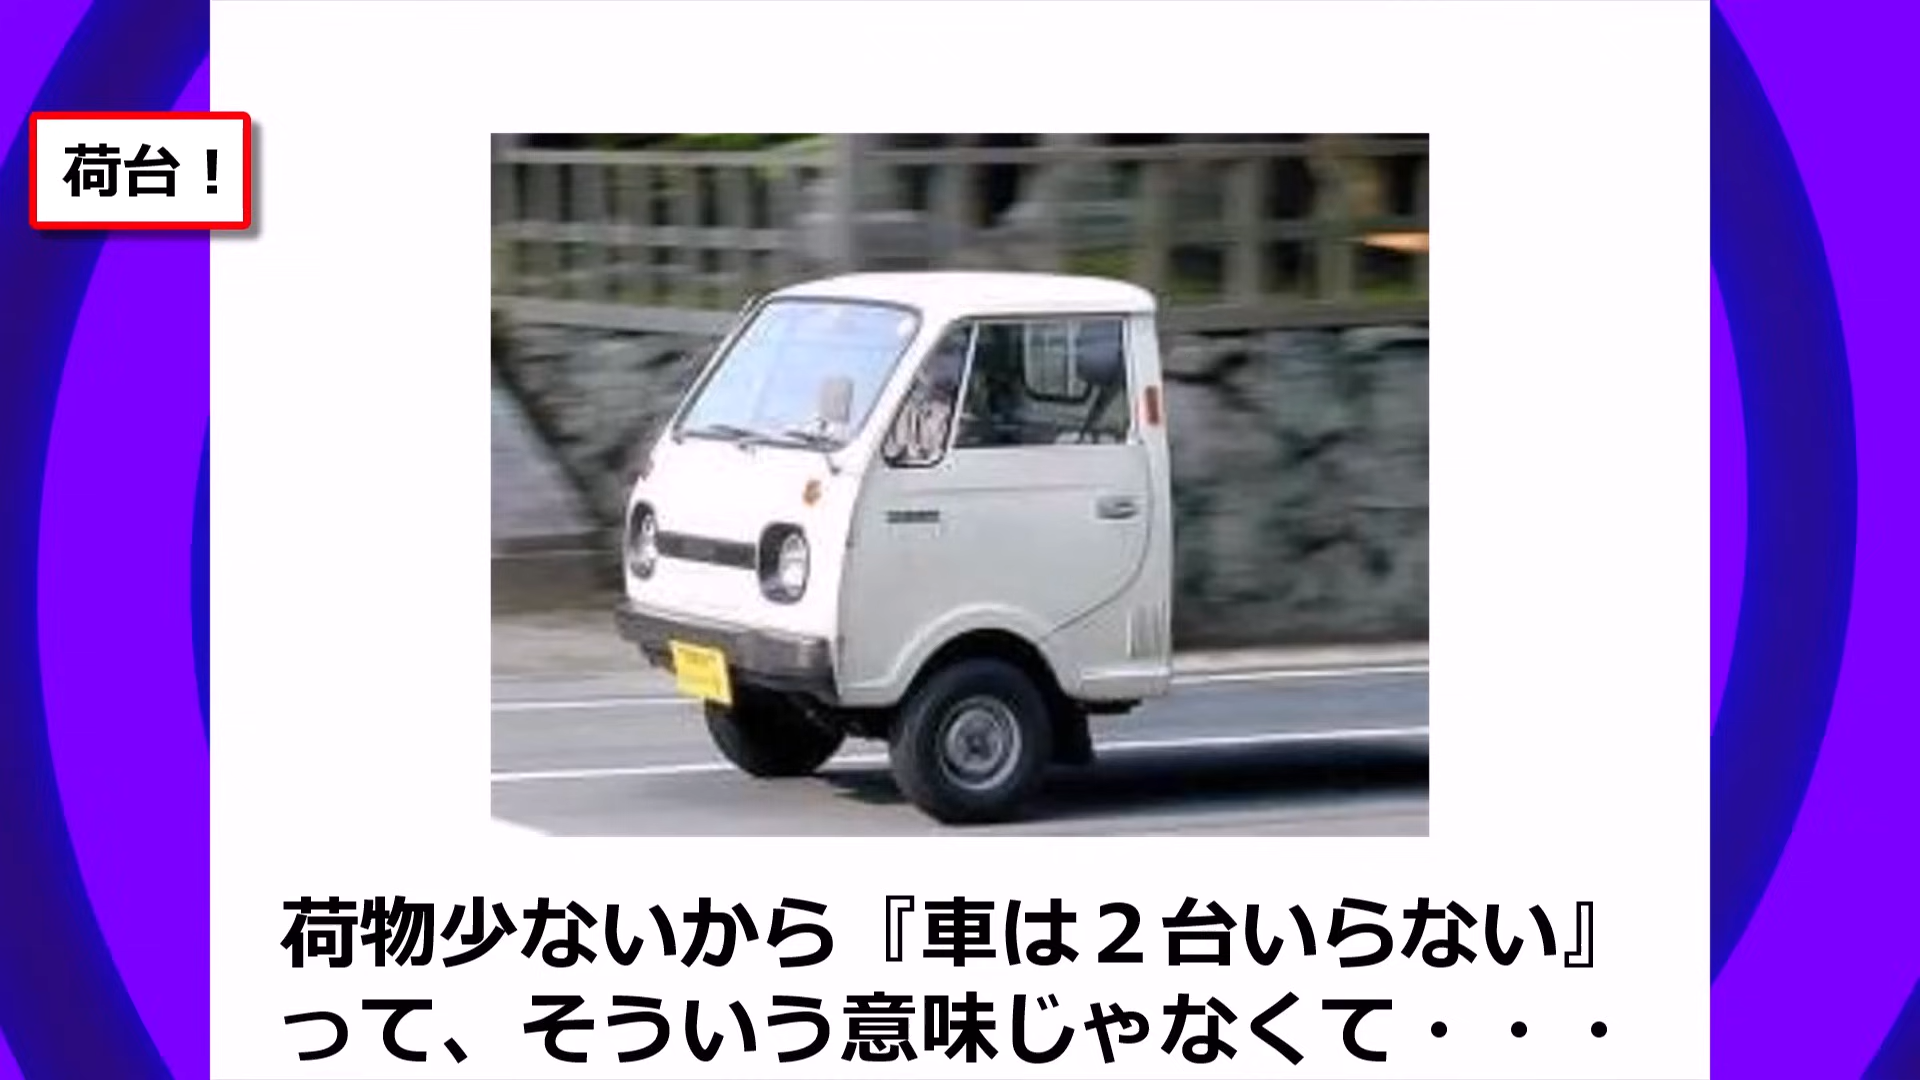 荷台！
荷物少ないから『車は２台いらない』
って、そういう意味じゃなくて・・・